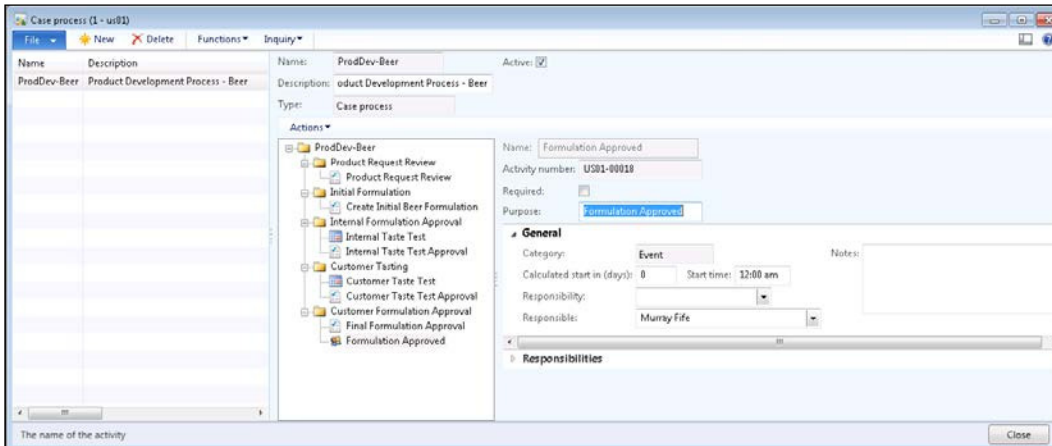 Case process (1 - us01)
File New Delete Functions Inquiry
Name Description
ProdDev-Beer Product Development Process - Beer
Name: ProdDev-Beer Active:
Description: oduct Development Process - Beer
Type: Case process
Actions
ProdDev-Beer
Product Request Review
Product Request Review
Initial Formulation
Create Initial Beer Formulation
Internal Formulation Approval
Internal Taste Test
Internal Taste Test Approval
Customer Tasting
Customer Taste Test
Customer Taste Test Approval
Customer Formulation Approval
Final Formulation Approval
Formulation Approved
Name: Formulation Approved
Activity number: US01-00018
Required:
Purpose: Formulation Approved
General
Category: Event Notes:
Calculated start in (days): 0 Start time: 12:00 am
Responsibility:
Responsible: Murray Fife
Responsibilities
The name of the activity
Close